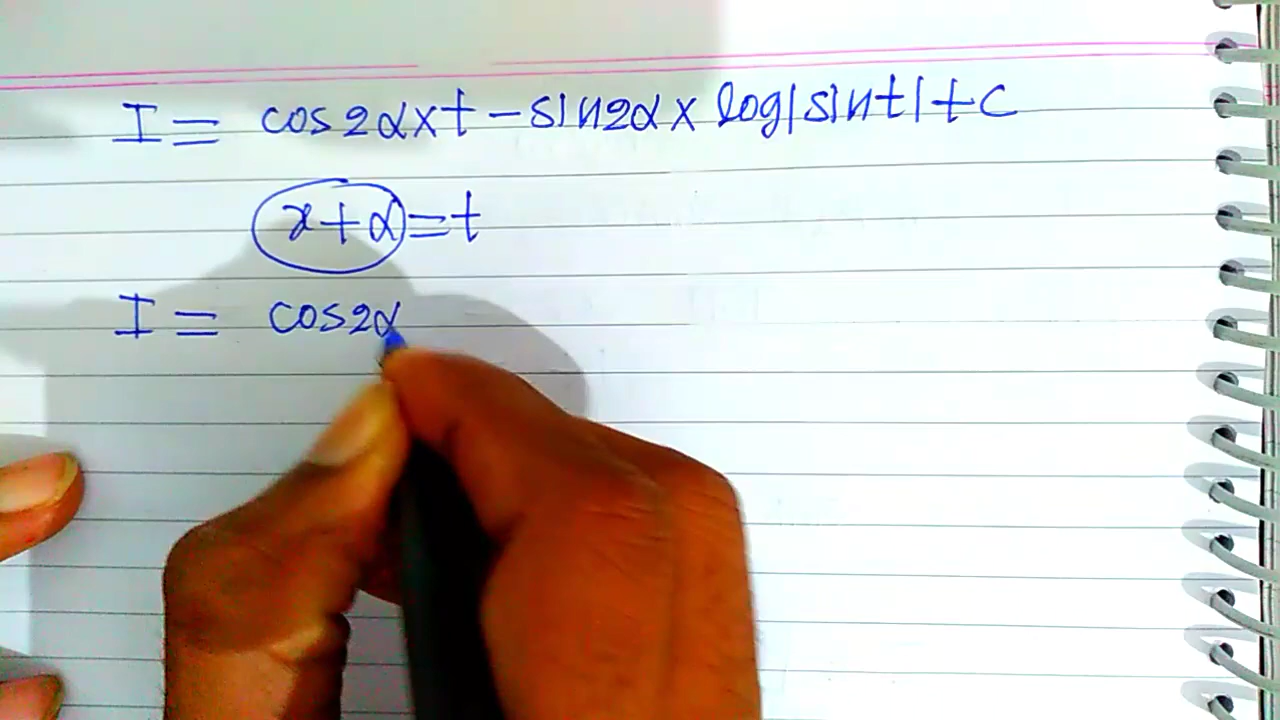 I = cos2α×t - sin2α × log|sint| + c
x+α=t
I = cos2α